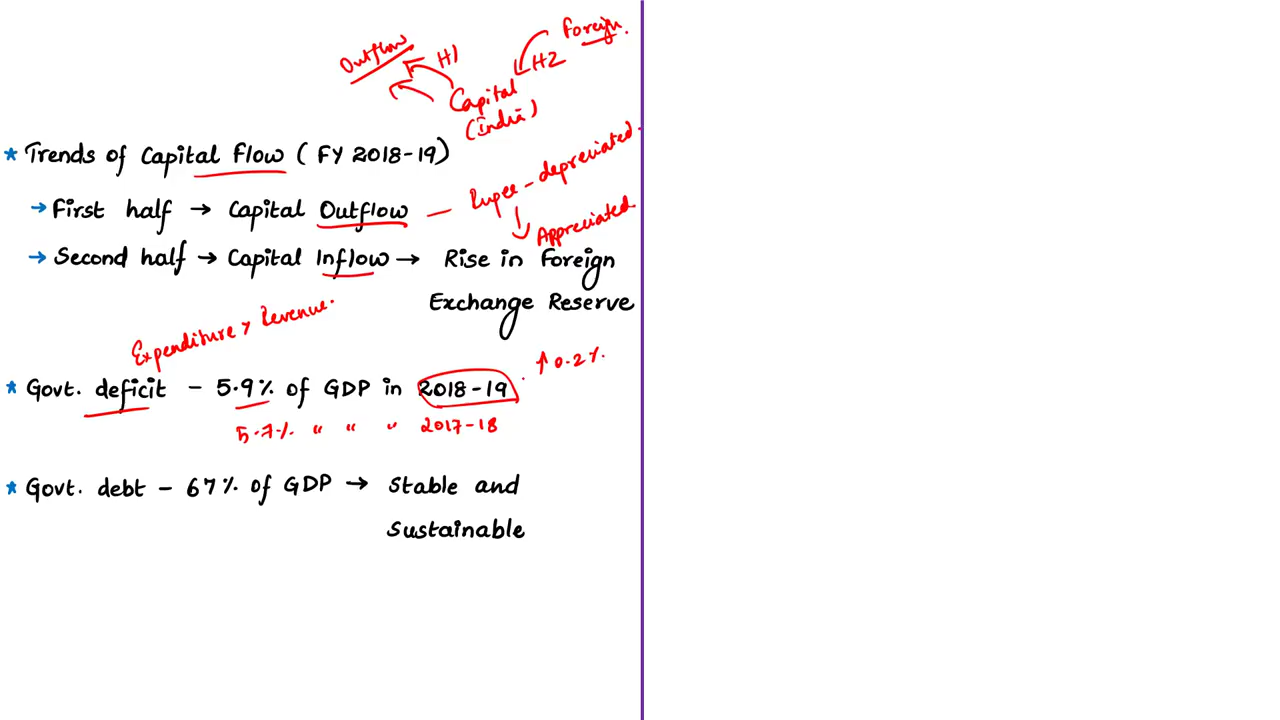 Foreign.
Outflow H1 H2
Capital
(India)
* Trends of Capital Flow ( FY 2018-19)
Rupee - depreciated.
→ First half → Capital Outflow —
Appreciated
→ Second half → Capital Inflow → Rise in Foreign
Exchange Reserve
Expenditure > Revenue.
↑ 0.2%.
* Govt. deficit - 5.9% of GDP in 2018-19
5.7% " " " 2017-18
* Govt. debt - 67% of GDP → Stable and
Sustainable